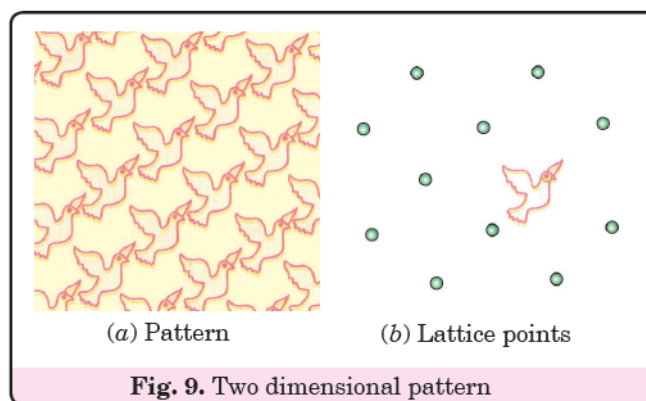 (a) Pattern
(b) Lattice points
Fig. 9. Two dimensional pattern